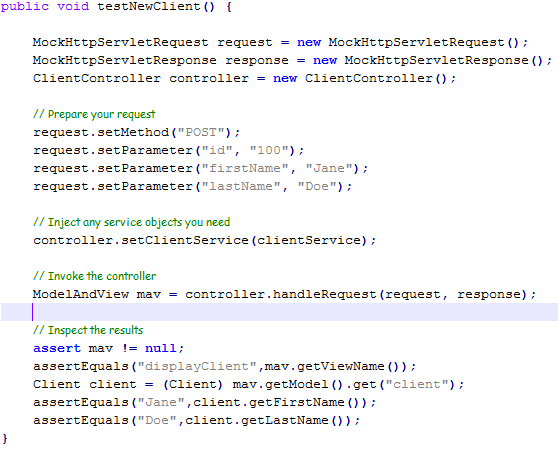 public void testNewClient() {
MockHttpServletRequest request = new MockHttpServletRequest();
MockHttpServletResponse response = new MockHttpServletResponse();
ClientController controller = new ClientController();
// Prepare your request
request.setMethod("POST");
request.setParameter("id", "100");
request.setParameter("firstName", "Jane");
request.setParameter("lastName", "Doe");
// Inject any service objects you need
controller.setClientService(clientService);
// Invoke the controller
ModelAndView mav = controller.handleRequest(request, response);
// Inspect the results
assert mav != null;
assertEquals("displayClient",mav.getViewName());
Client client = (Client) mav.getModel().get("client");
assertEquals("Jane",client.getFirstName());
assertEquals("Doe",client.getLastName());
}